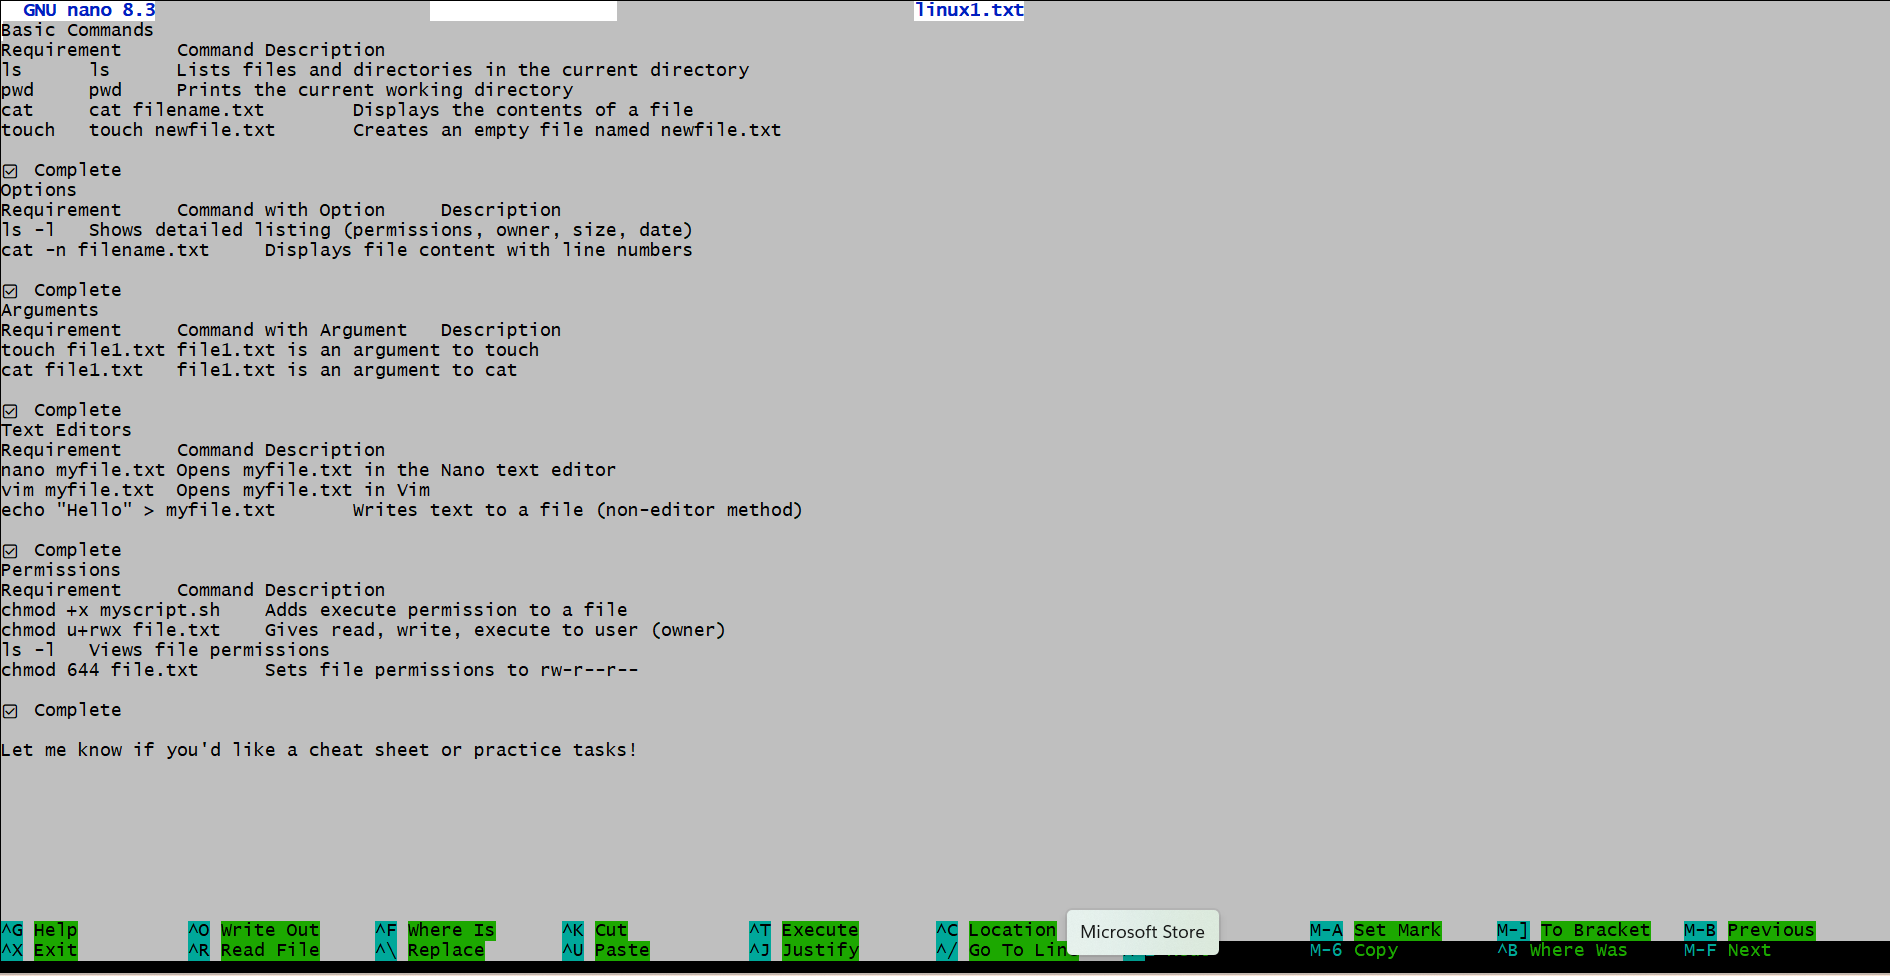 GNU nano 8.3 linux1.txt
Basic Commands
Requirement Command Description
ls ls Lists files and directories in the current directory
pwd pwd Prints the current working directory
cat cat filename.txt Displays the contents of a file
touch touch newfile.txt Creates an empty file named newfile.txt
☑ Complete
Options
Requirement Command with Option Description
ls -l Shows detailed listing (permissions, owner, size, date)
cat -n filename.txt Displays file content with line numbers
☑ Complete
Arguments
Requirement Command with Argument Description
touch file1.txt file1.txt is an argument to touch
cat file1.txt file1.txt is an argument to cat
☑ Complete
Text Editors
Requirement Command Description
nano myfile.txt Opens myfile.txt in the Nano text editor
vim myfile.txt Opens myfile.txt in Vim
echo "Hello" > myfile.txt Writes text to a file (non-editor method)
☑ Complete
Permissions
Requirement Command Description
chmod +x myscript.sh Adds execute permission to a file
chmod u+rwx file.txt Gives read, write, execute to user (owner)
ls -l Views file permissions
chmod 644 file.txt Sets file permissions to rw-r--r--
☑ Complete
Let me know if you'd like a cheat sheet or practice tasks!
^G Help ^O Write Out ^F Where Is ^K Cut ^T Execute ^C Location Microsoft Store M-A Set Mark M-] To Bracket M-B Previous
^X Exit ^R Read File ^\ Replace ^U Paste ^J Justify ^/ Go To Lin M-6 Copy ^B Where Was M-F Next